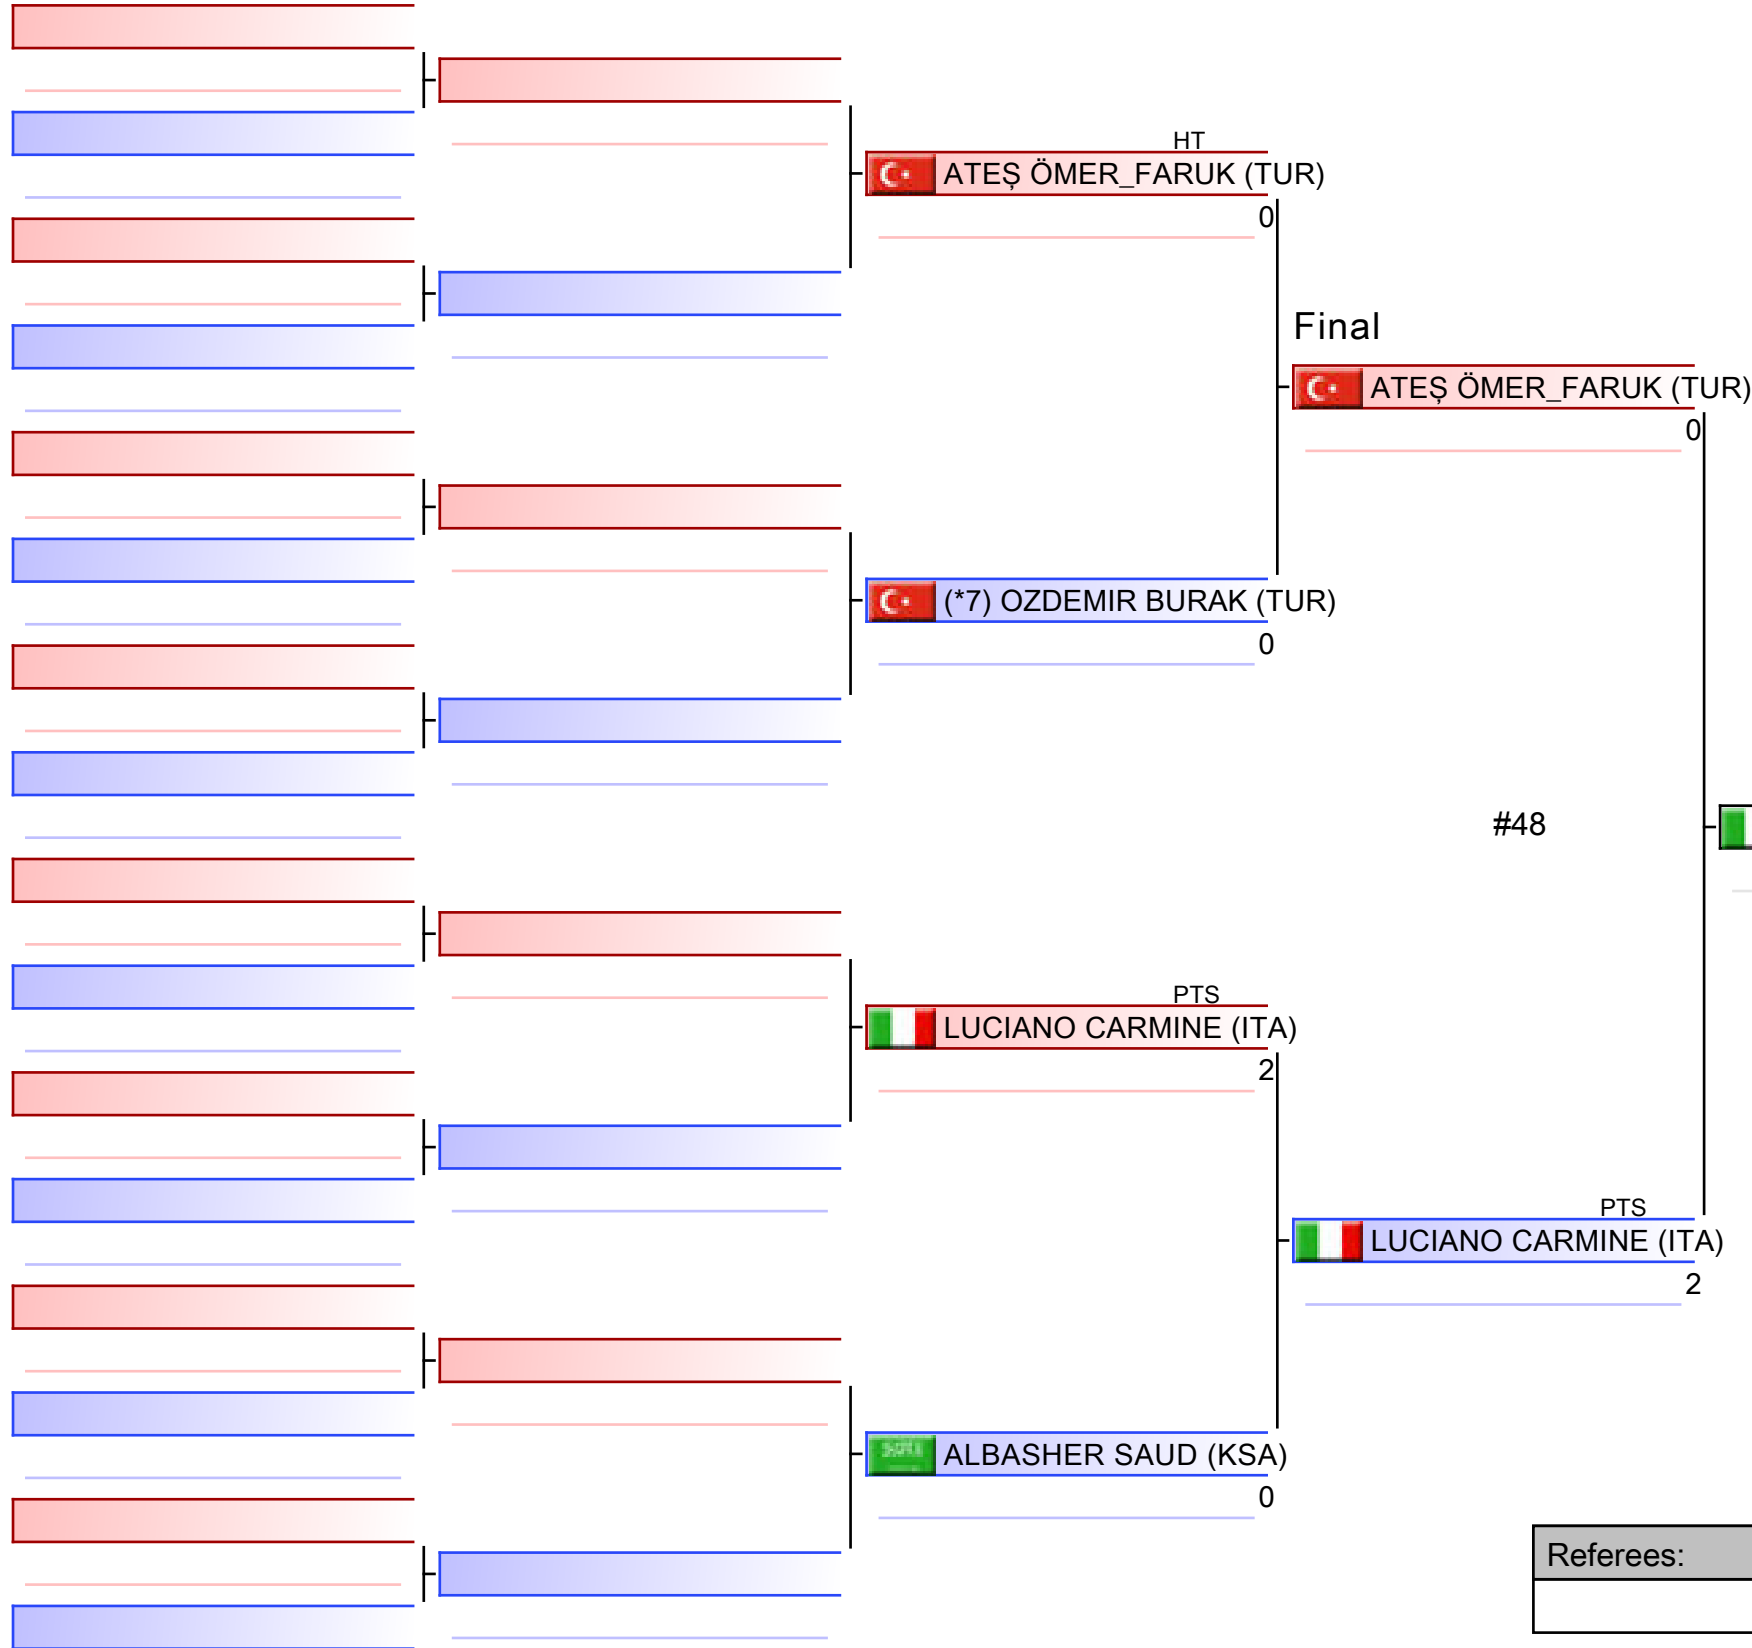 HT
ATEŞ ÖMER_FARUK (TUR)
0
Final
ATEŞ ÖMER_FARUK (TUR)
0
(*7) OZDEMIR BURAK (TUR)
0
#48
PTS
LUCIANO CARMINE (ITA)
2
PTS
LUCIANO CARMINE (ITA)
2
ALBASHER SAUD (KSA)
0
Referees: